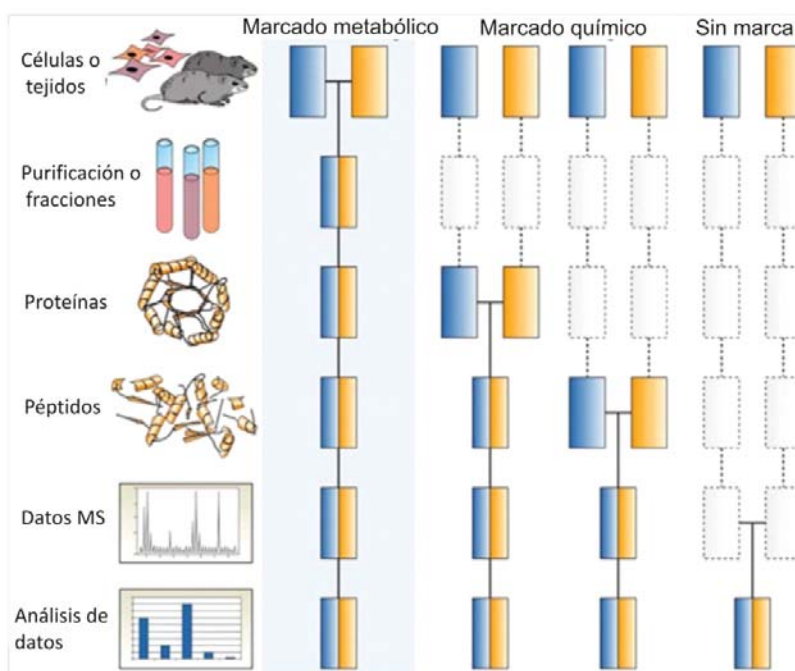 Marcado metabólico
Marcado químico
Sin marca
Células o
tejidos
Purificación o
fracciones
Proteínas
Péptidos
Datos MS
Análisis de
datos